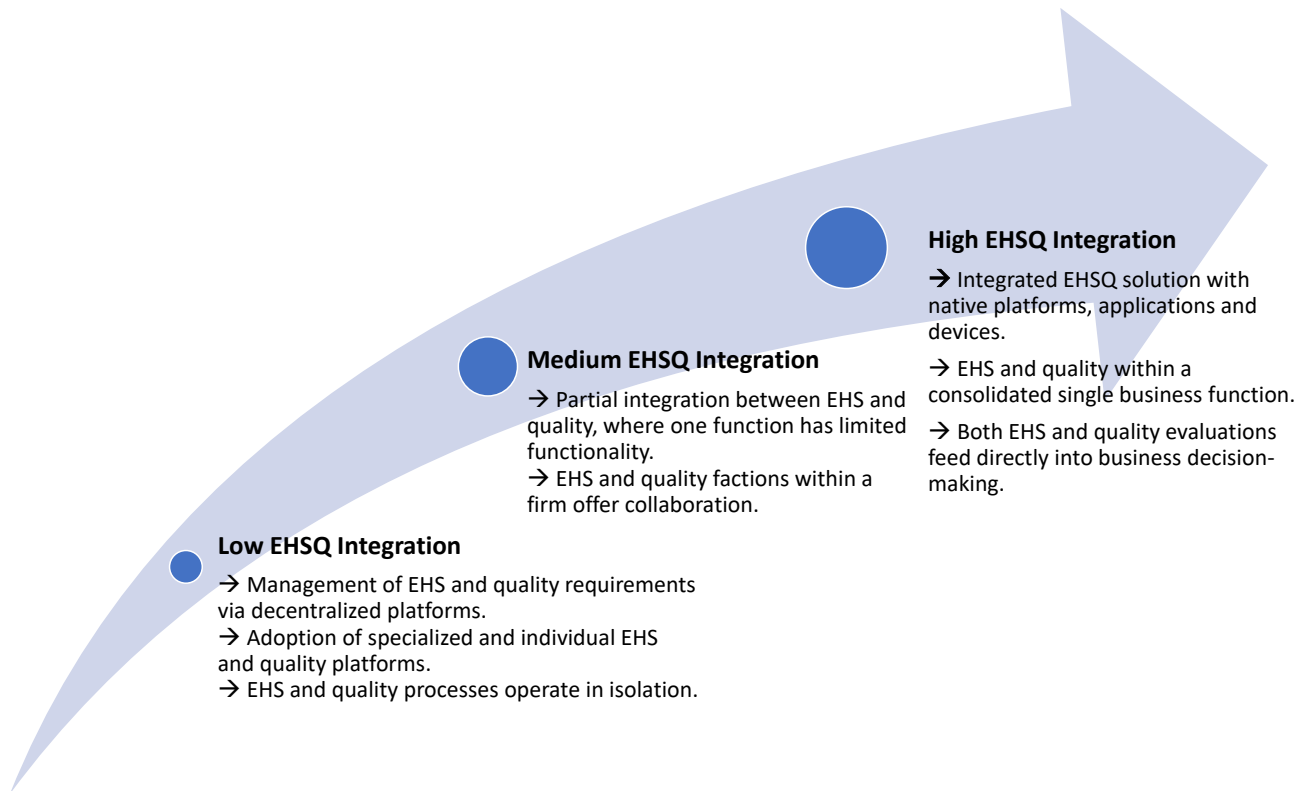 Low EHSQ Integration
→ Management of EHS and quality requirements
via decentralized platforms.
→ Adoption of specialized and individual EHS
and quality platforms.
→ EHS and quality processes operate in isolation.
Medium EHSQ Integration
→ Partial integration between EHS and
quality, where one function has limited
functionality.
→ EHS and quality factions within a
firm offer collaboration.
High EHSQ Integration
→ Integrated EHSQ solution with
native platforms, applications and
devices.
→ EHS and quality within a
consolidated single business function.
→ Both EHS and quality evaluations
feed directly into business decision-
making.